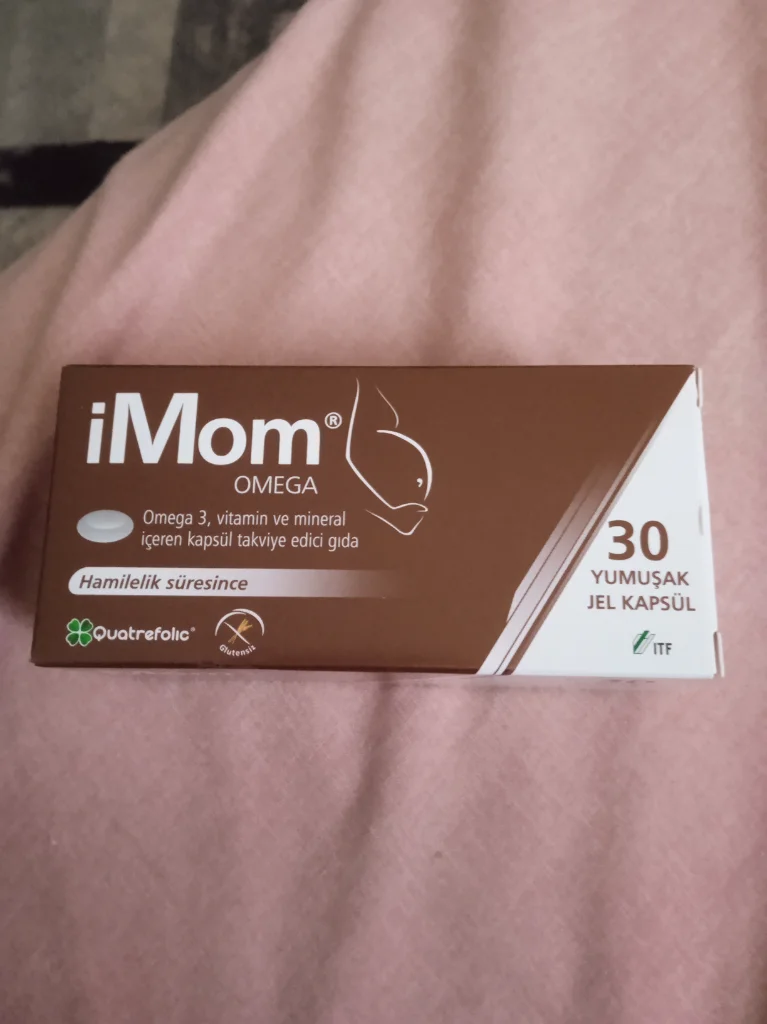 iMom®
OMEGA
Omega 3, vitamin ve mineral
içeren kapsül takviye edici gıda
Hamilelik süresince
Quatrefolic®
Glutensiz
30
YUMUŞAK
JEL KAPSÜL
ITF